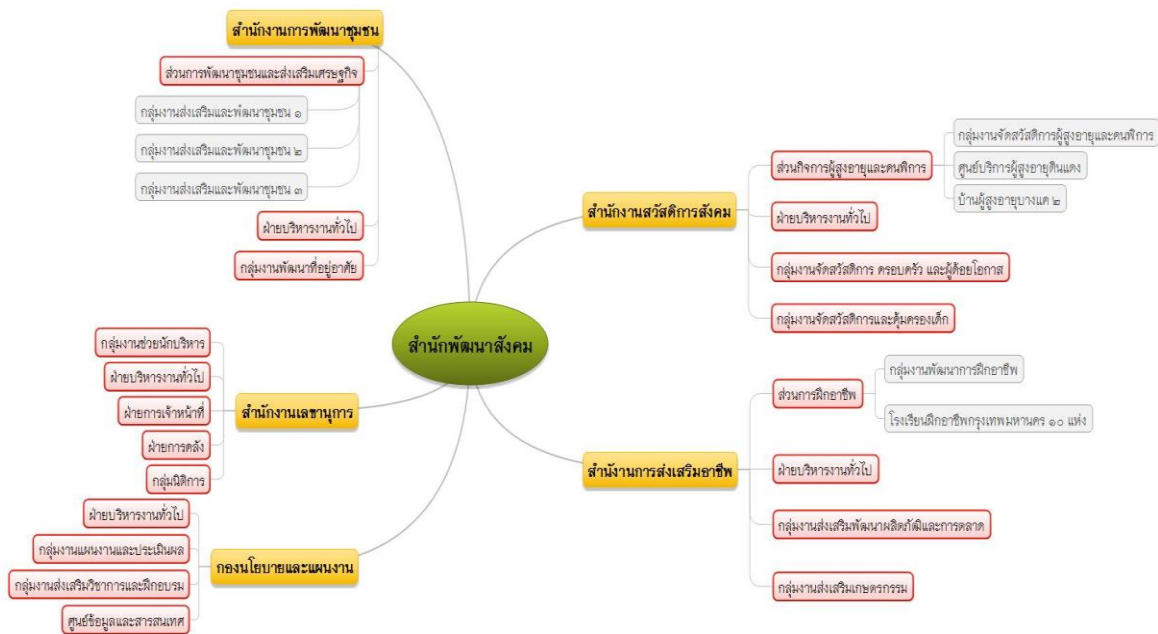 สำนักพัฒนาสังคม
สำนักงานการพัฒนาชุมชน
ส่วนการพัฒนาชุมชนและส่งเสริมเศรษฐกิจ
กลุ่มงานส่งเสริมและพัฒนาชุมชน ๑
กลุ่มงานส่งเสริมและพัฒนาชุมชน ๒
กลุ่มงานส่งเสริมและพัฒนาชุมชน ๓
ฝ่ายบริหารงานทั่วไป
กลุ่มงานพัฒนาที่อยู่อาศัย
สำนักงานเลขานุการ
กลุ่มงานช่วยนักบริหาร
ฝ่ายบริหารงานทั่วไป
ฝ่ายการเจ้าหน้าที่
ฝ่ายการคลัง
กลุ่มนิติการ
กองนโยบายและแผนงาน
ฝ่ายบริหารงานทั่วไป
กลุ่มงานแผนงานและประเมินผล
กลุ่มงานส่งเสริมวิชาการและฝึกอบรม
ศูนย์ข้อมูลและสารสนเทศ
สำนักงานสวัสดิการสังคม
ส่วนกิจการผู้สูงอายุและคนพิการ
กลุ่มงานจัดสวัสดิการผู้สูงอายุและคนพิการ
ศูนย์บริการผู้สูงอายุดินแดง
บ้านผู้สูงอายุบางแค ๒
ฝ่ายบริหารงานทั่วไป
กลุ่มงานจัดสวัสดิการ ครอบครัว และผู้ด้อยโอกาส
กลุ่มงานจัดสวัสดิการและคุ้มครองเด็ก
สำนังานการส่งเสริมอาชีพ
ส่วนการฝึกอาชีพ
กลุ่มงานพัฒนาการฝึกอาชีพ
โรงเรียนฝึกอาชีพกรุงเทพมหานคร ๑๐ แห่ง
ฝ่ายบริหารงานทั่วไป
กลุ่มงานส่งเสริมพัฒนาผลิตภัฒิและการตลาด
กลุ่มงานส่งเสริมเกษตรกรรม